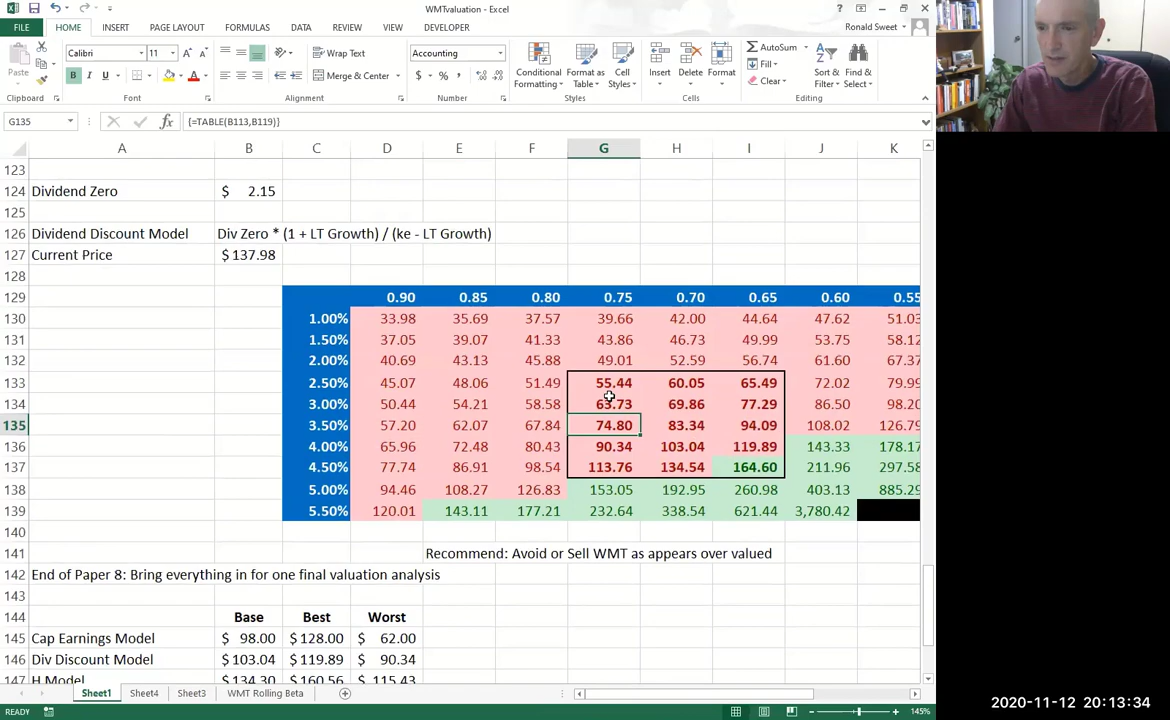 WMTvaluation - Excel
FILE HOME INSERT PAGE LAYOUT FORMULAS DATA REVIEW VIEW DEVELOPER Ronald Sweet
Calibri 11 Wrap Text Accounting AutoSum
Paste Conditional Format as Cell Insert Delete Format Fill Sort & Find &
B I U Merge & Center $ % Formatting Table Styles Clear Filter Select
Clipboard Font Alignment Number Styles Cells Editing
G135 fx {=TABLE(B113,B119)}
A B C D E F G H I J K
123
124 Dividend Zero $ 2.15
125
126 Dividend Discount Model Div Zero * (1 + LT Growth) / (ke - LT Growth)
127 Current Price $ 137.98
128
129 0.90 0.85 0.80 0.75 0.70 0.65 0.60 0.55
130 1.00% 33.98 35.69 37.57 39.66 42.00 44.64 47.62 51.03
131 1.50% 37.05 39.07 41.33 43.86 46.73 49.99 53.75 58.12
132 2.00% 40.69 43.13 45.88 49.01 52.59 56.74 61.60 67.37
133 2.50% 45.07 48.06 51.49 55.44 60.05 65.49 72.02 79.99
134 3.00% 50.44 54.21 58.58 63.73 69.86 77.29 86.50 98.20
135 3.50% 57.20 62.07 67.84 74.80 83.34 94.09 108.02 126.79
136 4.00% 65.96 72.48 80.43 90.34 103.04 119.89 143.33 178.17
137 4.50% 77.74 86.91 98.54 113.76 134.54 164.60 211.96 297.58
138 5.00% 94.46 108.27 126.83 153.05 192.95 260.98 403.13 885.29
139 5.50% 120.01 143.11 177.21 232.64 338.54 621.44 3,780.42
140
141 Recommend: Avoid or Sell WMT as appears over valued
142 End of Paper 8: Bring everything in for one final valuation analysis
143
144 Base Best Worst
145 Cap Earnings Model $ 98.00 $ 128.00 $ 62.00
146 Div Discount Model $ 103.04 $ 119.89 $ 90.34
147 H Model $ 134.30 $ 160.56 $ 115.43
Sheet1 Sheet4 Sheet3 WMT Rolling Beta
READY 145%
2020-11-12 20:13:34